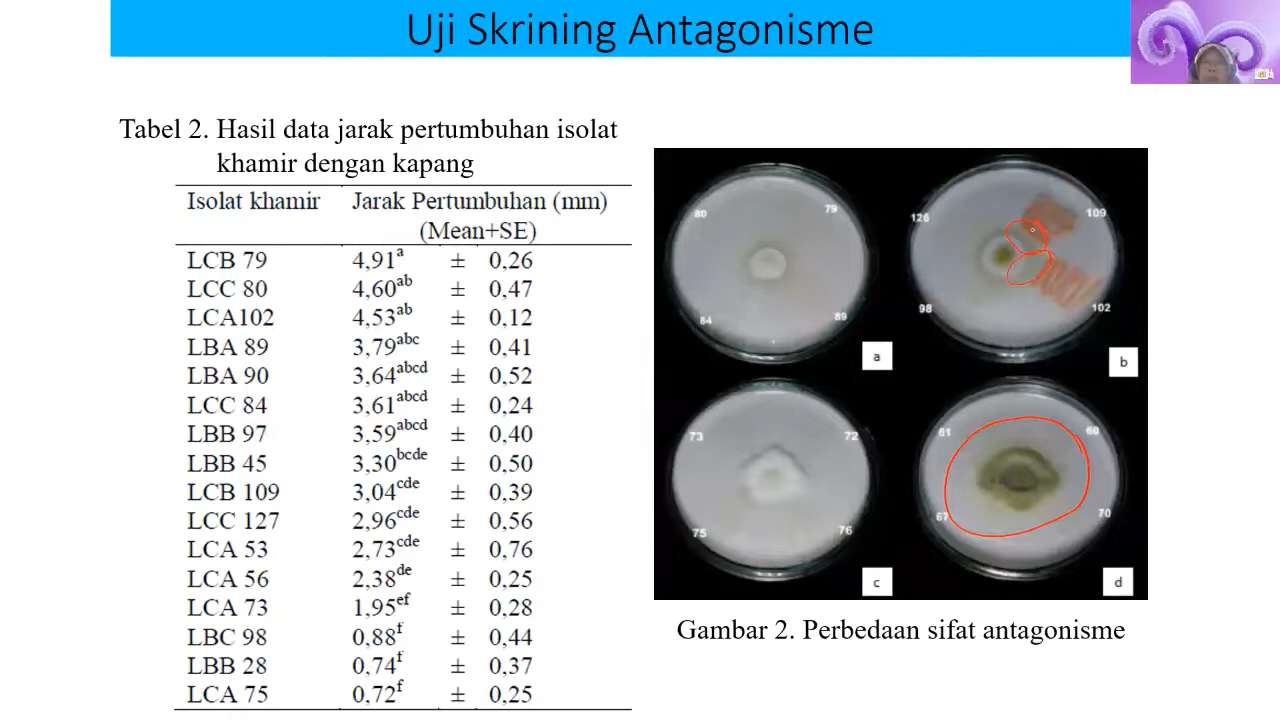 Uji Skrining Antagonisme
Tabel 2. Hasil data jarak pertumbuhan isolat
khamir dengan kapang
Isolat khamir Jarak Pertumbuhan (mm)
(Mean+SE)
LCB 79 4,91a ± 0,26
LCC 80 4,60ab ± 0,47
LCA102 4,53ab ± 0,12
LBA 89 3,79abc ± 0,41
LBA 90 3,64abcd ± 0,52
LCC 84 3,61abcd ± 0,24
LBB 97 3,59abcd ± 0,40
LBB 45 3,30bcde ± 0,50
LCB 109 3,04cde ± 0,39
LCC 127 2,96cde ± 0,56
LCA 53 2,73cde ± 0,76
LCA 56 2,38de ± 0,25
LCA 73 1,95ef ± 0,28
LBC 98 0,88f ± 0,44
LBB 28 0,74f ± 0,37
LCA 75 0,72f ± 0,25
80 79
84 89
a
126 109
98 102
b
73 72
75 76
c
61 60
67 70
d
Gambar 2. Perbedaan sifat antagonisme